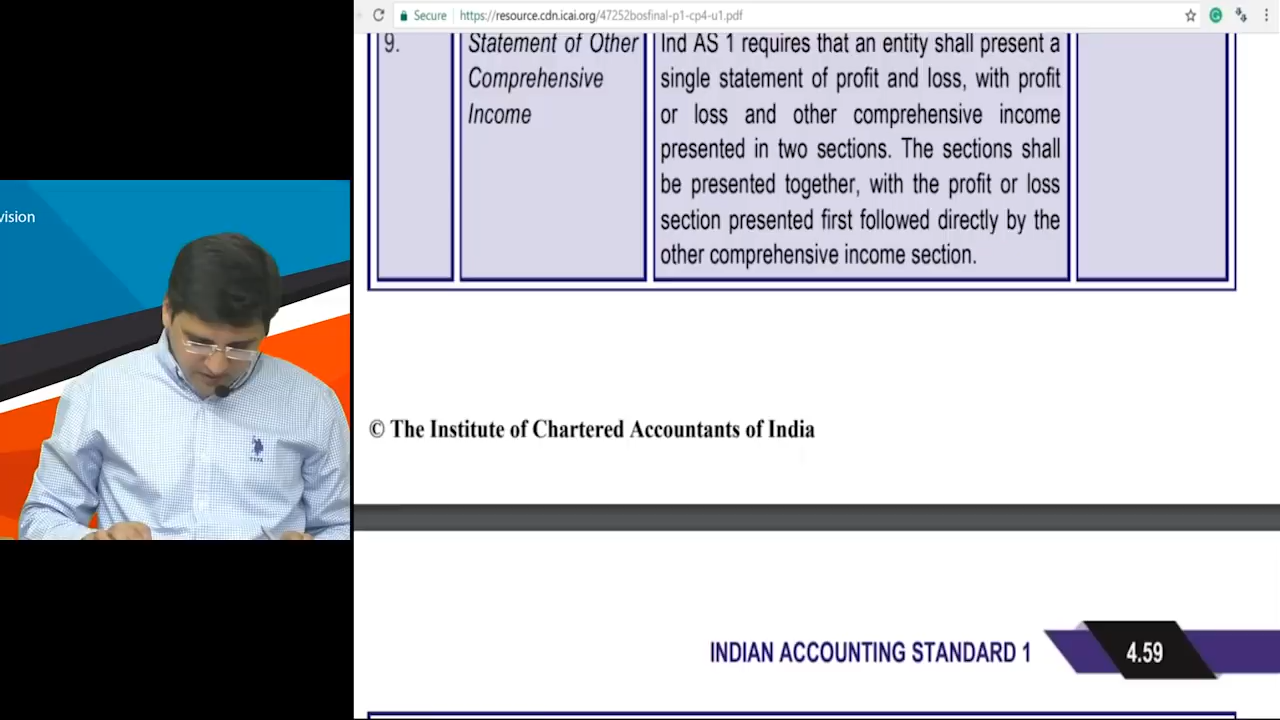 Secure
https://resource.cdn.icai.org/47252bosfinal-p1-cp4-u1.pdf
vision
9.
Statement of Other
Comprehensive
Income
Ind AS 1 requires that an entity shall present a
single statement of profit and loss, with profit
or loss and other comprehensive income
presented in two sections. The sections shall
be presented together, with the profit or loss
section presented first followed directly by the
other comprehensive income section.
© The Institute of Chartered Accountants of India
INDIAN ACCOUNTING STANDARD 1
4.59